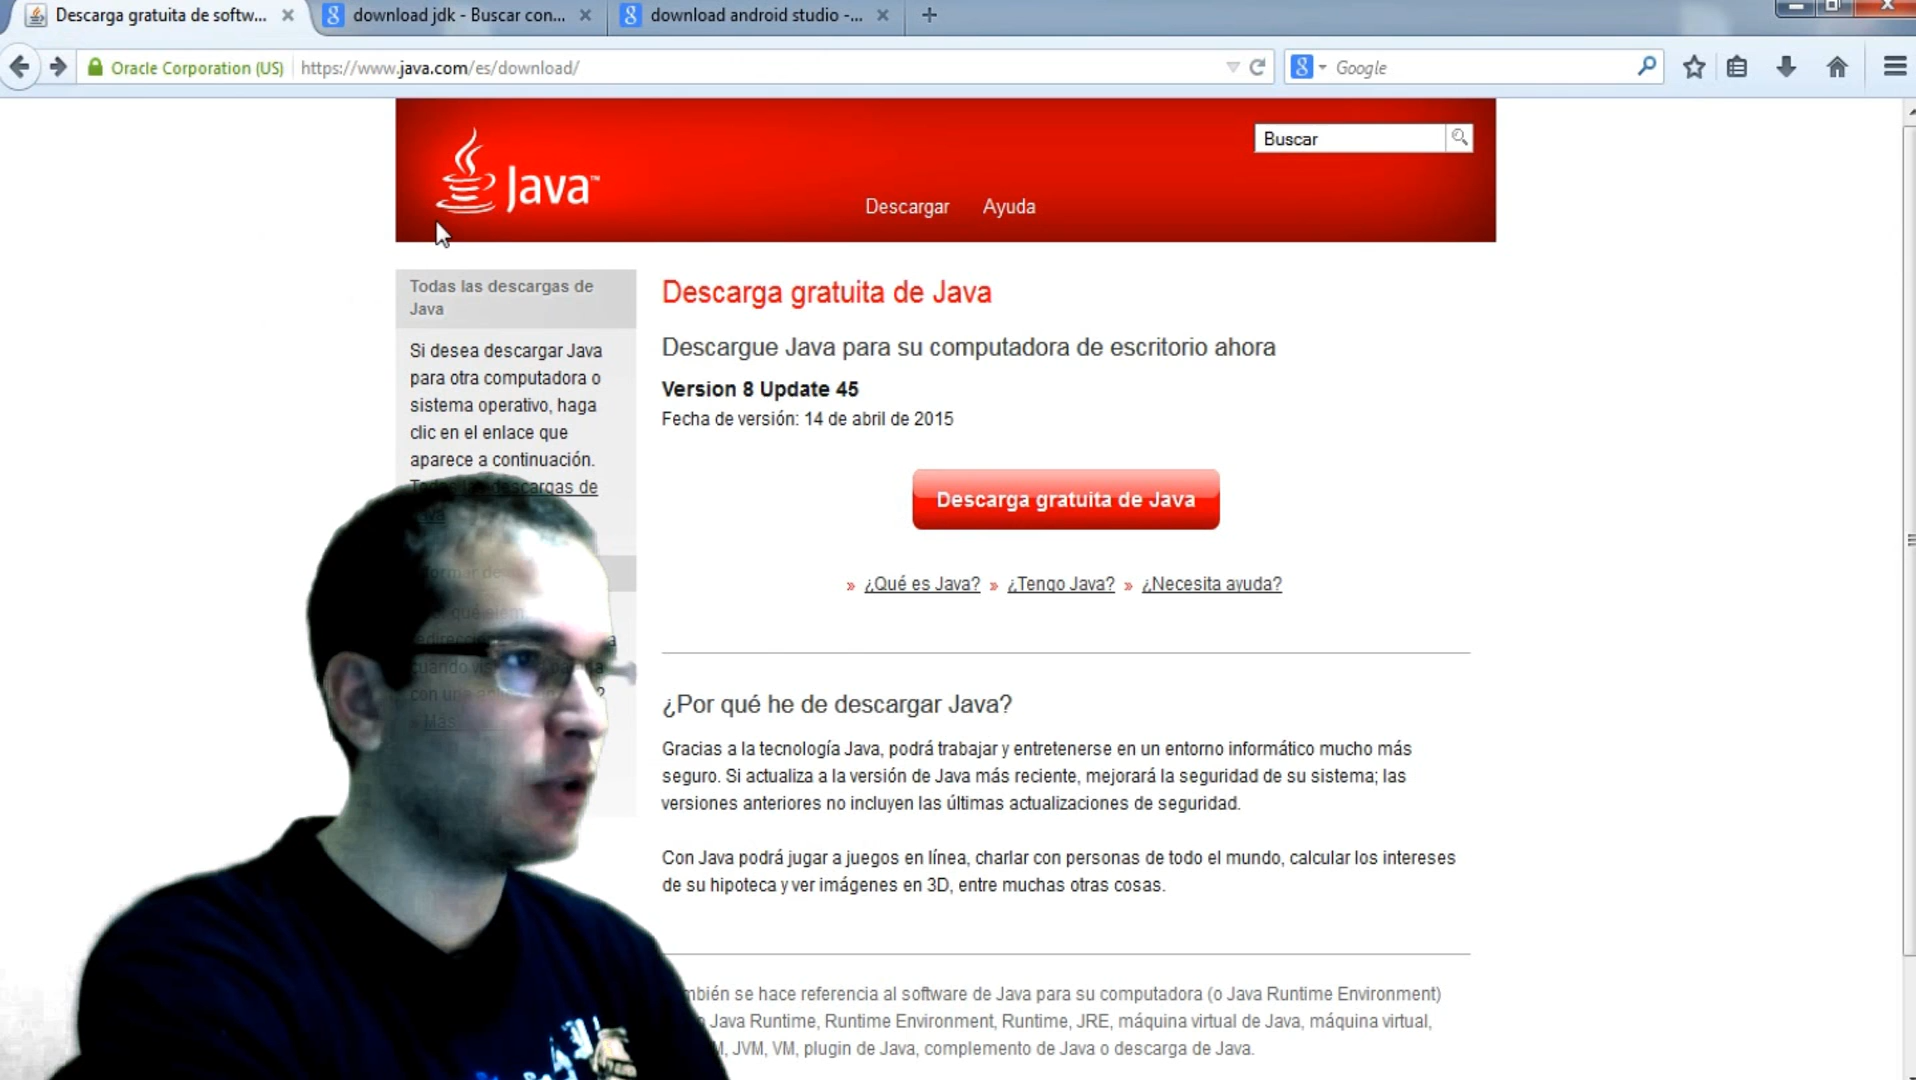 Descarga gratuita de softw...
download jdk - Buscar con...
download android studio -...
Oracle Corporation (US)
https://www.java.com/es/download/
Google
Java™
Buscar
Descargar
Ayuda
Todas las descargas de
Java
Si desea descargar Java
para otra computadora o
sistema operativo, haga
clic en el enlace que
aparece a continuación.
descargas de
Más
Descarga gratuita de Java
Descargue Java para su computadora de escritorio ahora
Version 8 Update 45
Fecha de versión: 14 de abril de 2015
Descarga gratuita de Java
» ¿Qué es Java? » ¿Tengo Java? » ¿Necesita ayuda?
¿Por qué he de descargar Java?
Gracias a la tecnología Java, podrá trabajar y entretenerse en un entorno informático mucho más
seguro. Si actualiza a la versión de Java más reciente, mejorará la seguridad de su sistema; las
versiones anteriores no incluyen las últimas actualizaciones de seguridad.
Con Java podrá jugar a juegos en línea, charlar con personas de todo el mundo, calcular los intereses
de su hipoteca y ver imágenes en 3D, entre muchas otras cosas.
mbién se hace referencia al software de Java para su computadora (o Java Runtime Environment)
Java Runtime, Runtime Environment, Runtime, JRE, máquina virtual de Java, máquina virtual,
M, JVM, VM, plugin de Java, complemento de Java o descarga de Java.